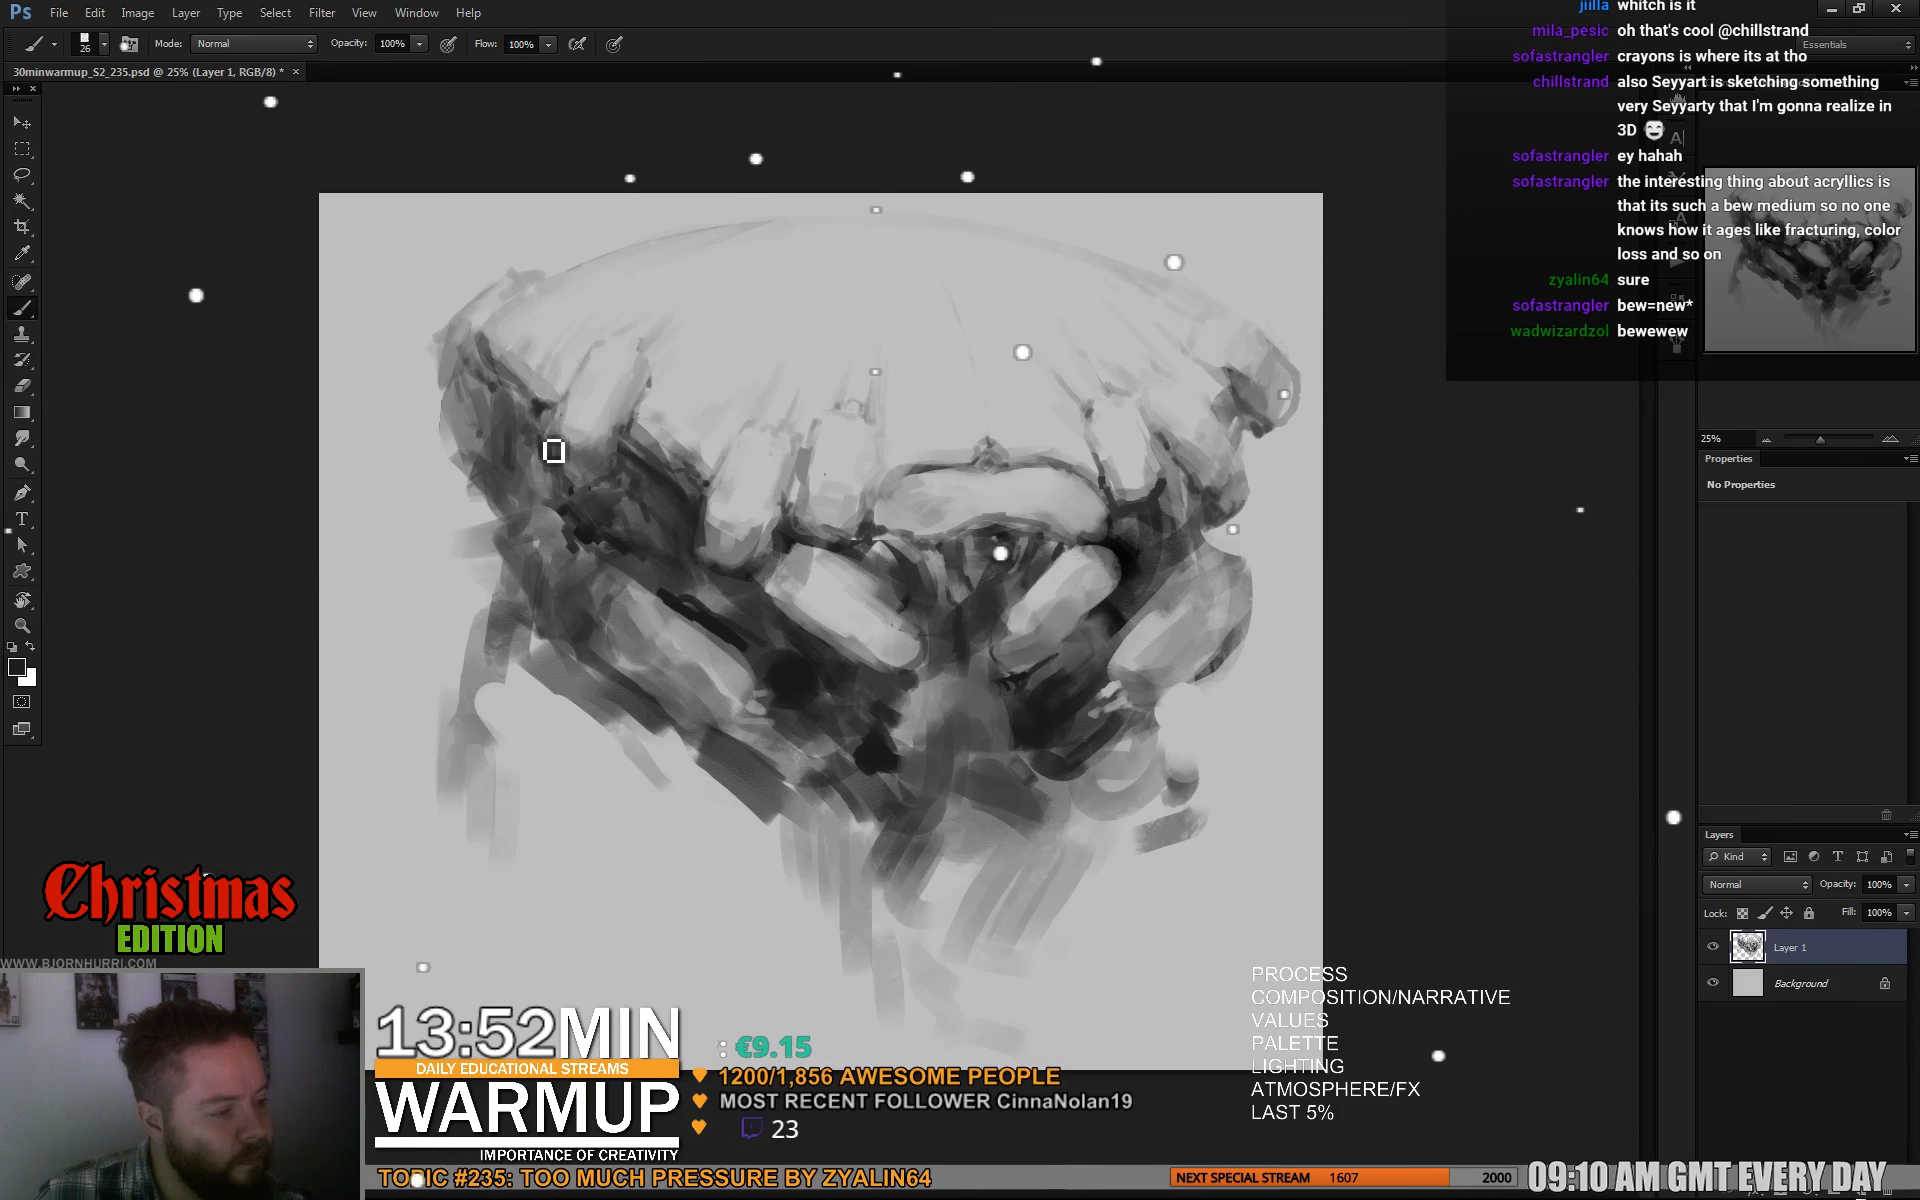 Ps File Edit Image Layer Type Select Filter View Window Help
26 Mode: Normal Opacity: 100% Flow: 100% Essentials
30minwarmup_S2_235.psd @ 25% (Layer 1, RGB/8) * ×
jiilla whitch is it
mila_pesic oh that's cool @chillstrand
sofastrangler crayons is where its at tho
chillstrand also Seyyart is sketching something
very Seyyarty that I'm gonna realize in
3D
sofastrangler ey hahah
sofastrangler the interesting thing about acryllics is
that its such a bew medium so no one
knows how it ages like fracturing, color
loss and so on
zyalin64 sure
sofastrangler bew=new*
wadwizardzol bewewew
25%
Properties
No Properties
Layers
Kind
Normal Opacity: 100%
Lock: Fill: 100%
Layer 1
Background
Christmas
EDITION
WWW.BJORNHURRI.COM
13:52MIN
DAILY EDUCATIONAL STREAMS
WARMUP
IMPORTANCE OF CREATIVITY
: €9.15
1200/1,856 AWESOME PEOPLE
MOST RECENT FOLLOWER CinnaNolan19
23
PROCESS
COMPOSITION/NARRATIVE
VALUES
PALETTE
LIGHTING
ATMOSPHERE/FX
LAST 5%
TOPIC #235: TOO MUCH PRESSURE BY ZYALIN64
NEXT SPECIAL STREAM 1607 2000
09:10 AM GMT EVERY DAY